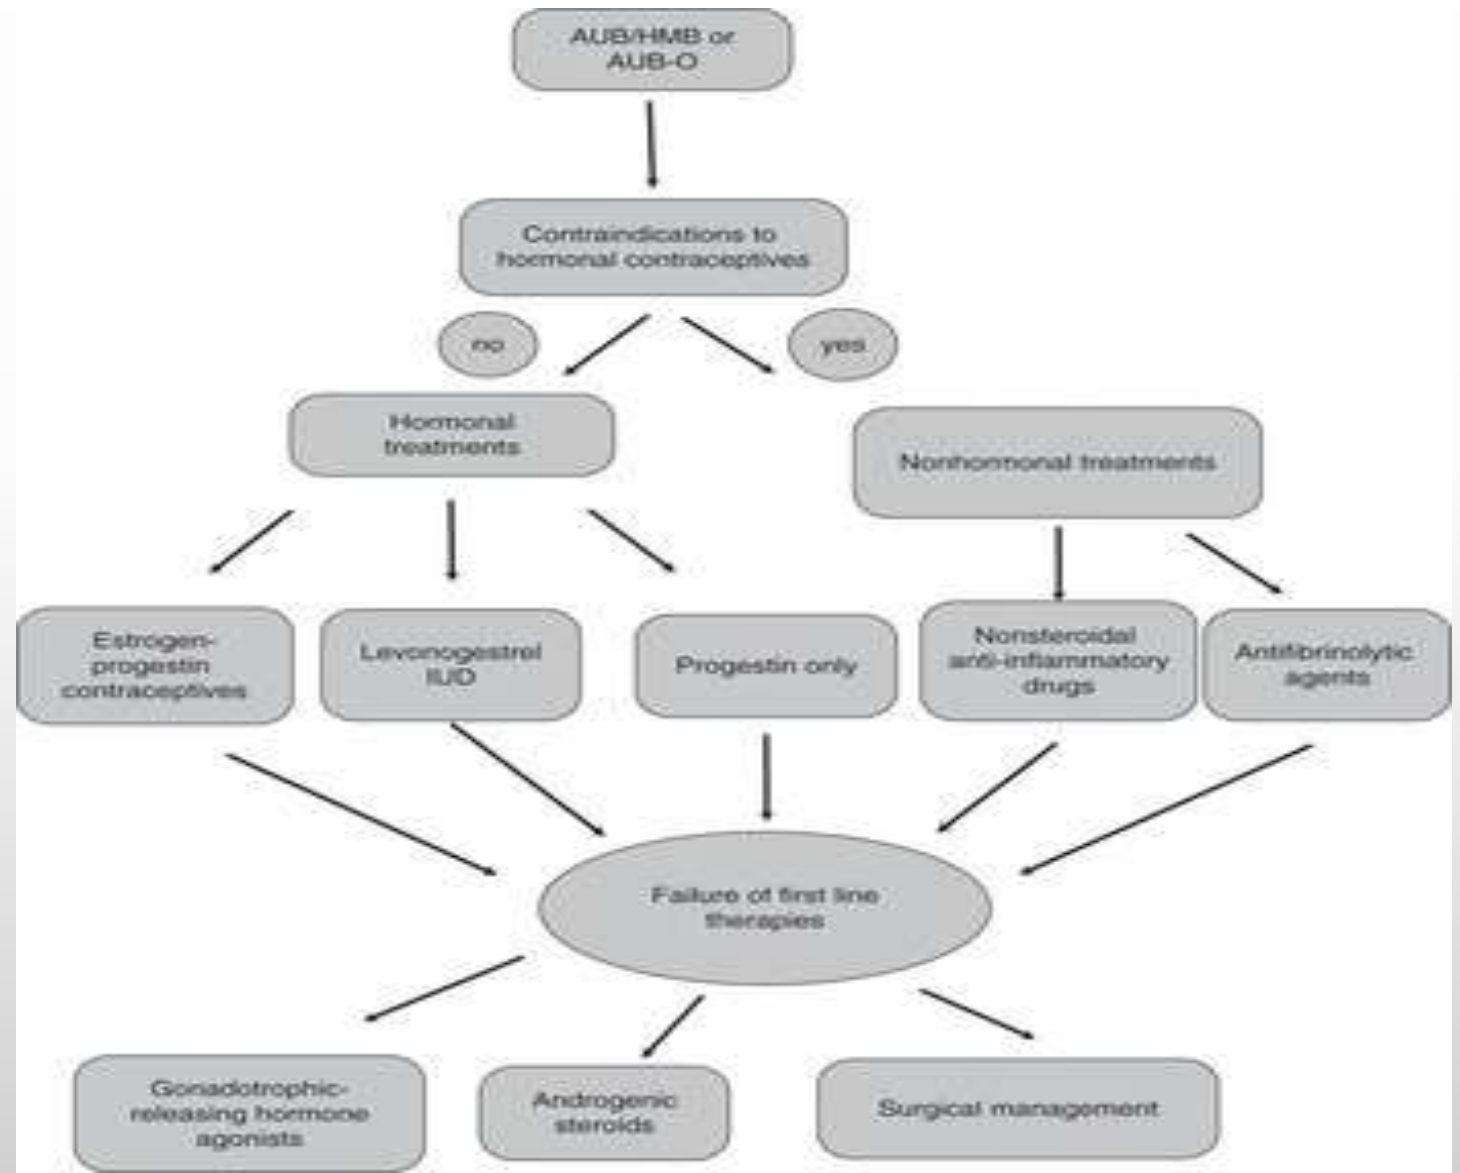 AUB/HMB or
AUB-O
Contraindications to
hormonal contraceptives
no
yes
Hormonal
treatments
Nonhormonal treatments
Estrogen-
progestin
contraceptives
Levonogestrel
IUD
Progestin only
Nonsteroidal
anti-inflammatory
drugs
Antifibrinolytic
agents
Failure of first line
therapies
Gonadotrophic-
releasing hormone
agonists
Androgenic
steroids
Surgical management